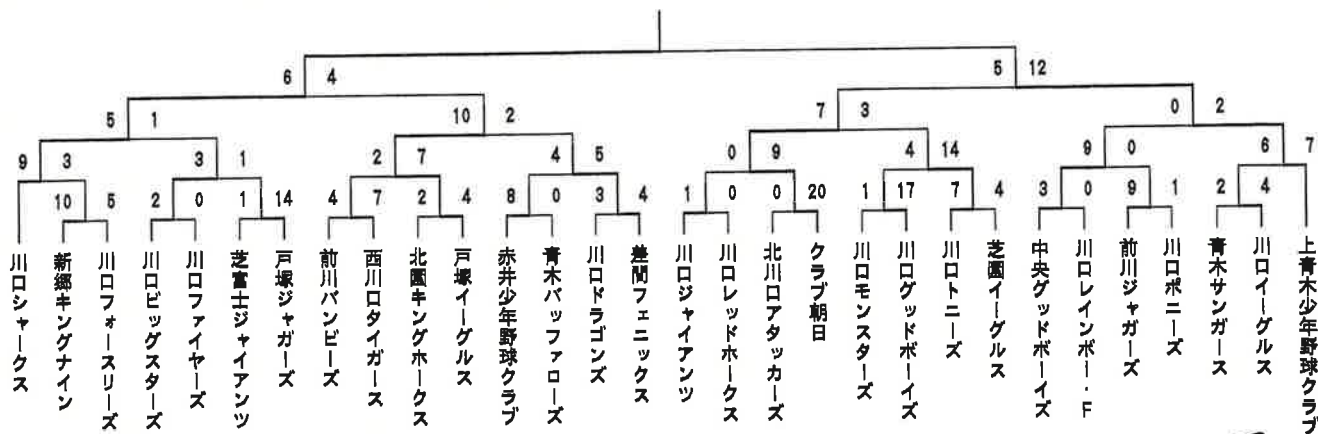 6 4 5 12
5 1 10 2 7 3 0 2
9 3 3 1 2 7 4 5 0 9 4 14 9 0 6 7
10 5 2 0 1 14 4 7 2 4 8 0 3 4 1 0 0 20 1 17 7 4 3 0 9 1 2 4
川口シャークス
新郷キングナイン
川口フォースリーズ
川口ビッグスターズ
川口ファイヤーズ
芝富士ジャイアンツ
戸塚ジャガーズ
前川バンビーズ
西川口タイガース
北園キングホークス
戸塚イーグルス
赤井少年野球クラブ
青木バッファローズ
川口ドラゴンズ
差間フェニックス
川口ジャイアンツ
川口レッドホークス
北川口アタッカーズ
クラブ朝日
川口モンスターズ
川口グッドボーイズ
川口トニーズ
芝園イーグルス
中央グッドボーイズ
川口レインボー・F
前川ジャガーズ
川口ポニーズ
青木サンガース
川口イーグルス
上青木少年野球クラブ